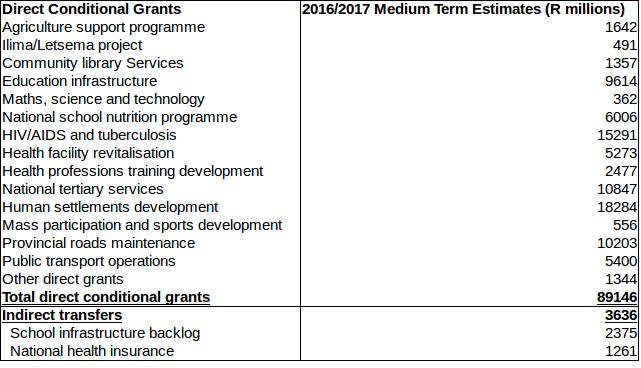 Direct Conditional Grants 2016/2017 Medium Term Estimates (R millions)
Agriculture support programme 1642
Ilima/Letsema project 491
Community library Services 1357
Education infrastructure 9614
Maths, science and technology 362
National school nutrition programme 6006
HIV/AIDS and tuberculosis 15291
Health facility revitalisation 5273
Health professions training development 2477
National tertiary services 10847
Human settlements development 18284
Mass participation and sports development 556
Provincial roads maintenance 10203
Public transport operations 5400
Other direct grants 1344
Total direct conditional grants 89146
Indirect transfers 3636
School infrastructure backlog 2375
National health insurance 1261